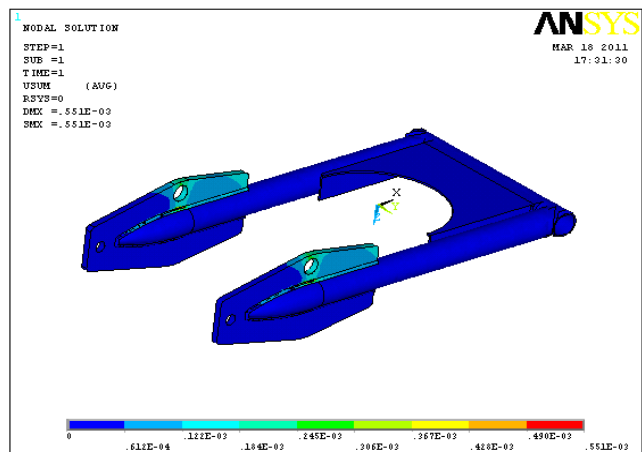 1
NODAL SOLUTION
STEP=1
SUB =1
TIME=1
USUM (AVG)
RSYS=0
DMX =.551E-03
SMX =.551E-03
ANSYS
MAR 18 2011
17:31:30
X
Y
0 .122E-03 .245E-03 .367E-03 .490E-03
.612E-04 .184E-03 .306E-03 .428E-03 .551E-03